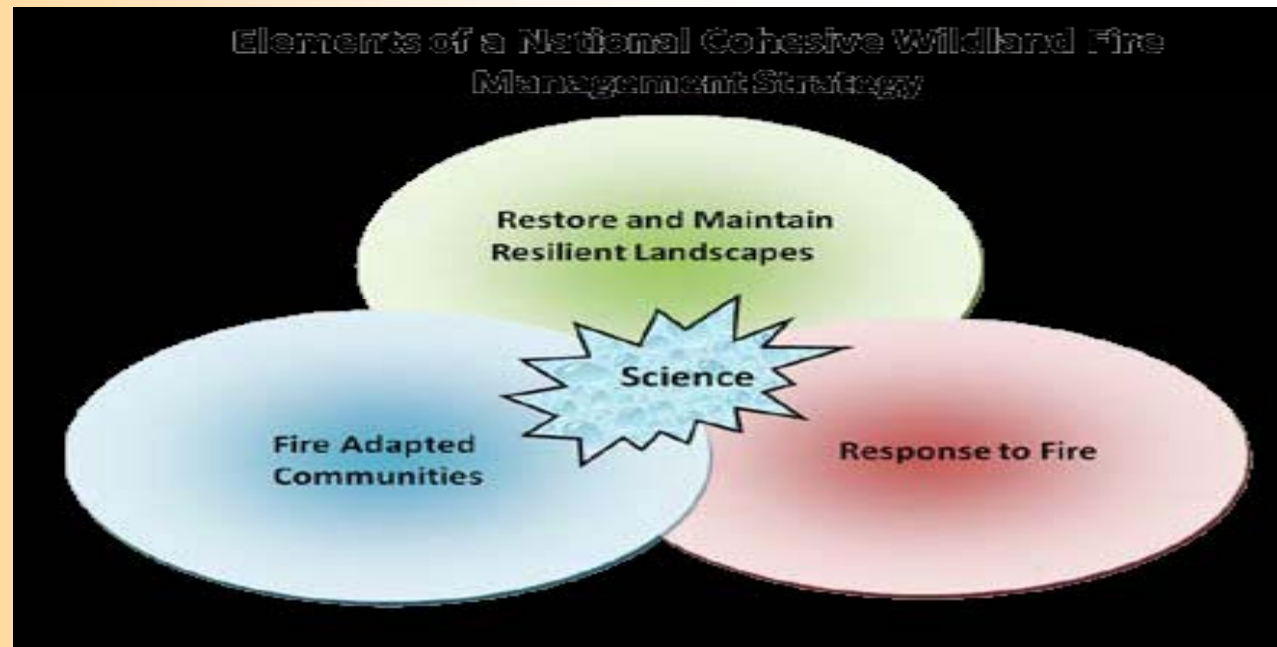 Elements of a National Cohesive Wildland Fire
Management Strategy
Restore and Maintain
Resilient Landscapes
Science
Fire Adapted
Communities
Response to Fire